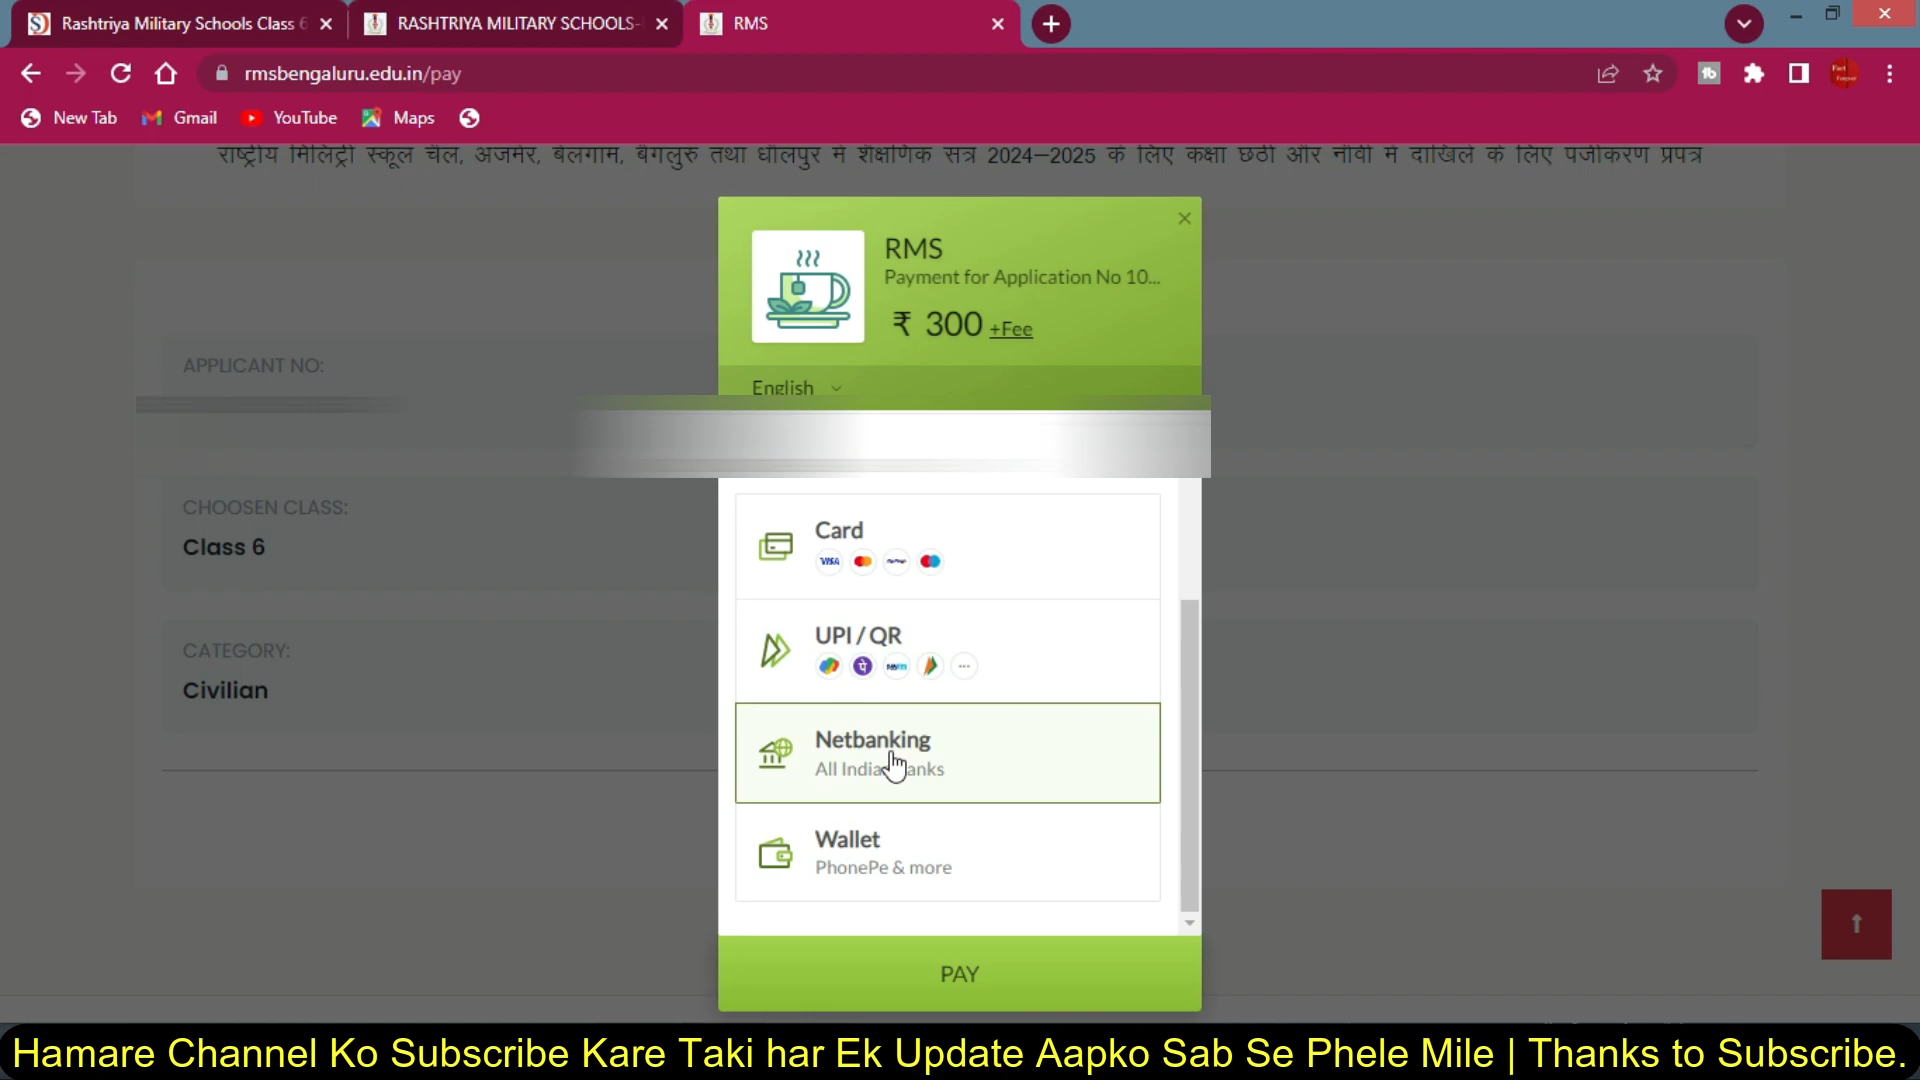 Rashtriya Military Schools Class 6
RASHTRIYA MILITARY SCHOOLS-
RMS
rmsbengaluru.edu.in/pay
New Tab
Gmail
YouTube
Maps
राष्ट्रीय मिलिट्री स्कूल चैल, अजमेर, बेलगाम, बेंगलुरु तथा धौलपुर में शैक्षणिक सत्र 2024–2025 के लिए कक्षा छठी और नौवीं में दाखिले के लिए पंजीकरण प्रपत्र
RMS
Payment for Application No 10...
₹ 300 +Fee
English
APPLICANT NO:
CHOOSEN CLASS:
Class 6
CATEGORY:
Civilian
Card
VISA
UPI / QR
paytm
Netbanking
All India anks
Wallet
PhonePe & more
PAY
Hamare Channel Ko Subscribe Kare Taki har Ek Update Aapko Sab Se Phele Mile | Thanks to Subscribe.